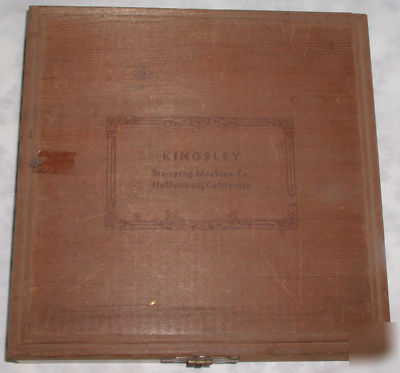 KINGSLEY
Stamping Machine Co.
Hollywood, California